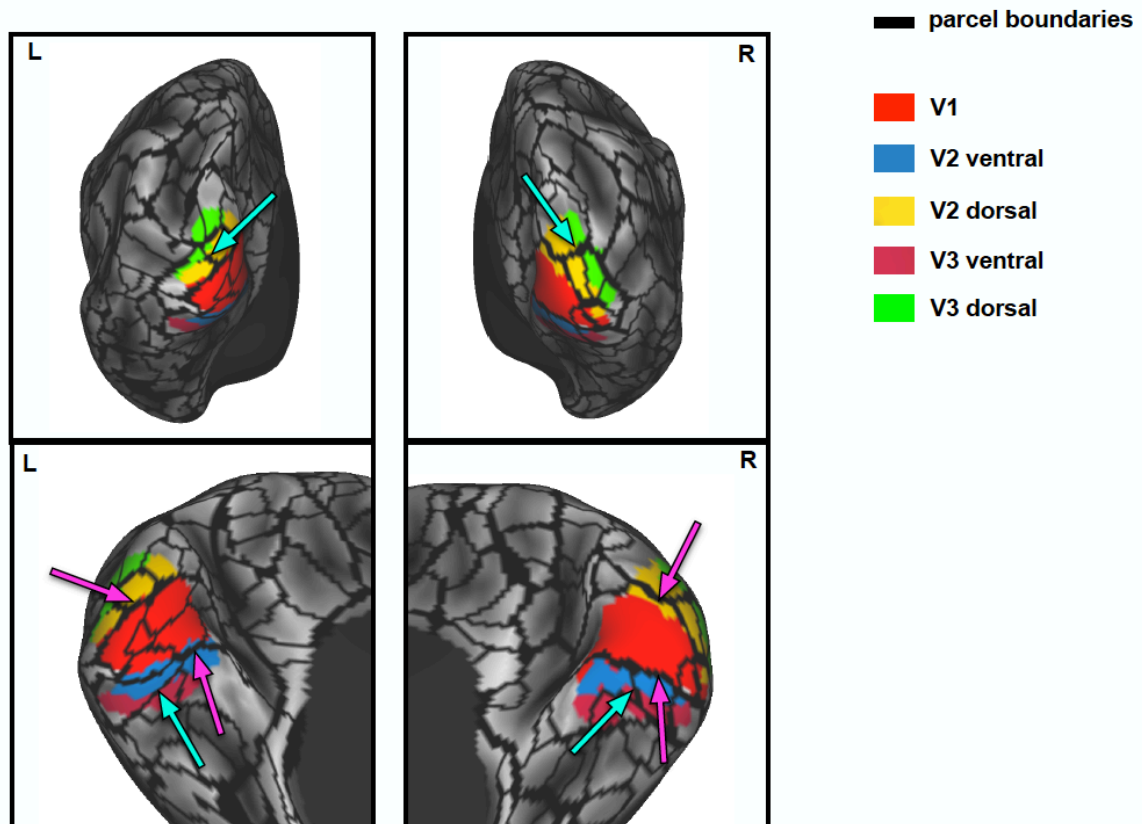 L
R
parcel boundaries
V1
V2 ventral
V2 dorsal
V3 ventral
V3 dorsal
L
R